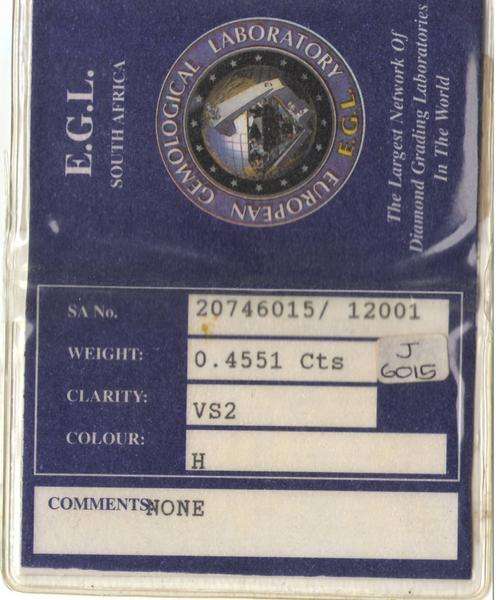 E.G.L.
SOUTH AFRICA
EUROPEAN GEMOLOGICAL LABORATORY
E.G.L.
The Largest Network Of
Diamond Grading Laboratories
In The World
SA No. 20746015/ 12001
WEIGHT: 0.4551 Cts
J
6015
CLARITY: VS2
COLOUR: H
COMMENTS: NONE